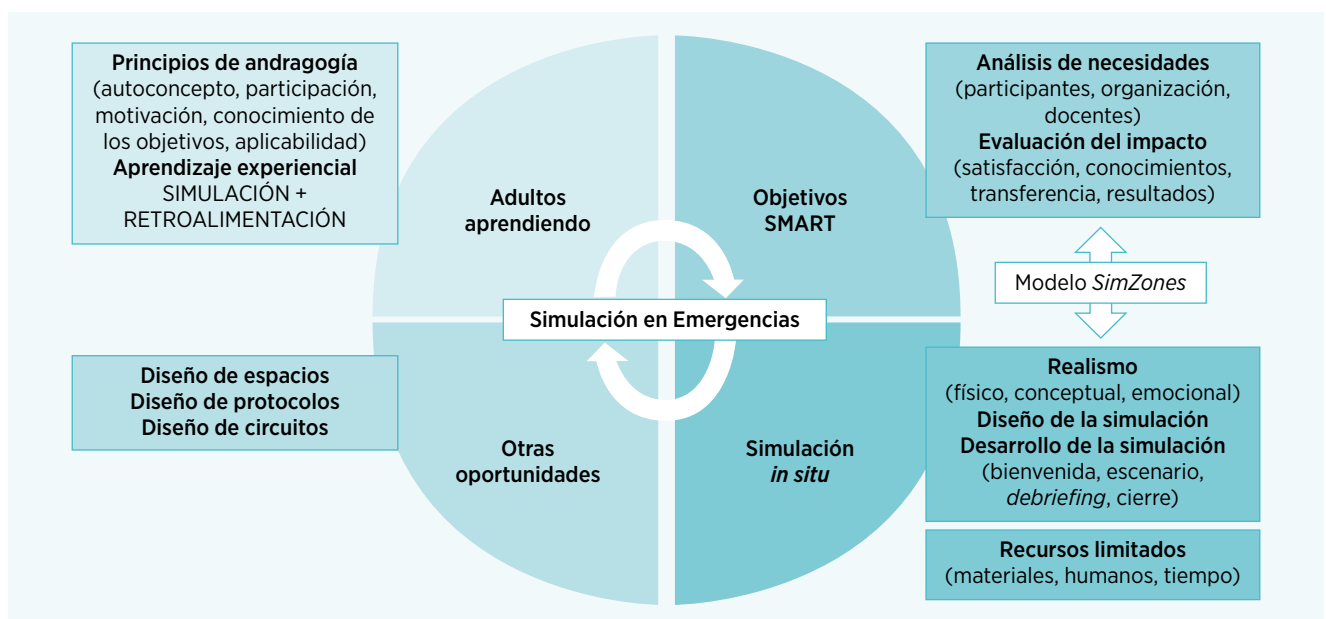 Principios de andragogía
(autoconcepto, participación,
motivación, conocimiento de
los objetivos, aplicabilidad)
Aprendizaje experiencial
SIMULACIÓN +
RETROALIMENTACIÓN
Adultos
aprendiendo
Objetivos
SMART
Análisis de necesidades
(participantes, organización,
docentes)
Evaluación del impacto
(satisfacción, conocimientos,
transferencia, resultados)
Modelo SimZones
Simulación en Emergencias
Diseño de espacios
Diseño de protocolos
Diseño de circuitos
Otras
oportunidades
Simulación
in situ
Realismo
(físico, conceptual, emocional)
Diseño de la simulación
Desarrollo de la simulación
(bienvenida, escenario,
debriefing, cierre)
Recursos limitados
(materiales, humanos, tiempo)